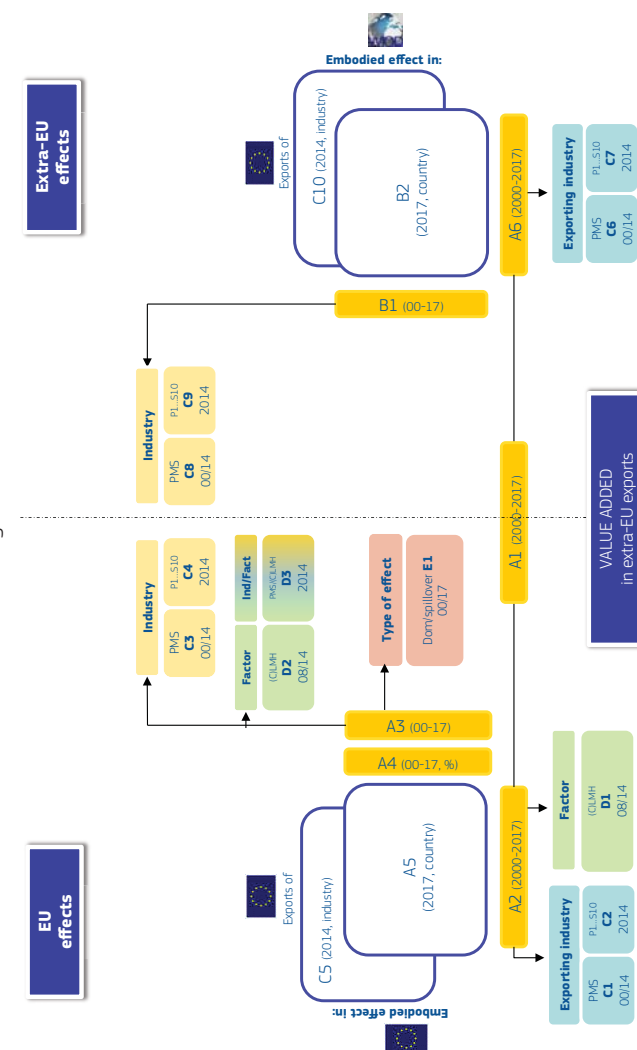 EU
effects
Extra-EU
effects
Embodied effect in:
Exports of
C5 (2014, industry)
A5
(2017, country)
A4 (00-17, %)
A3 (00-17)
Industry
PMS
C3
00/14
P1...S10
C4
2014
Factor
(C)LMH
D2
08/14
Ind/Fact
PMS/(C)LMH
D3
2014
Type of effect
Dom/spillover E1
00/17
Industry
PMS
C8
00/14
P1...S10
C9
2014
B1 (00-17)
Exports of
C10 (2014, industry)
B2
(2017, country)
Embodied effect in:
A2 (2000-2017)
A1 (2000-2017)
A6 (2000-2017)
Exporting industry
PMS
C1
00/14
P1...S10
C2
2014
Factor
(C)LMH
D1
08/14
VALUE ADDED
in extra-EU exports
Exporting industry
PMS
C6
00/14
P1...S10
C7
2014